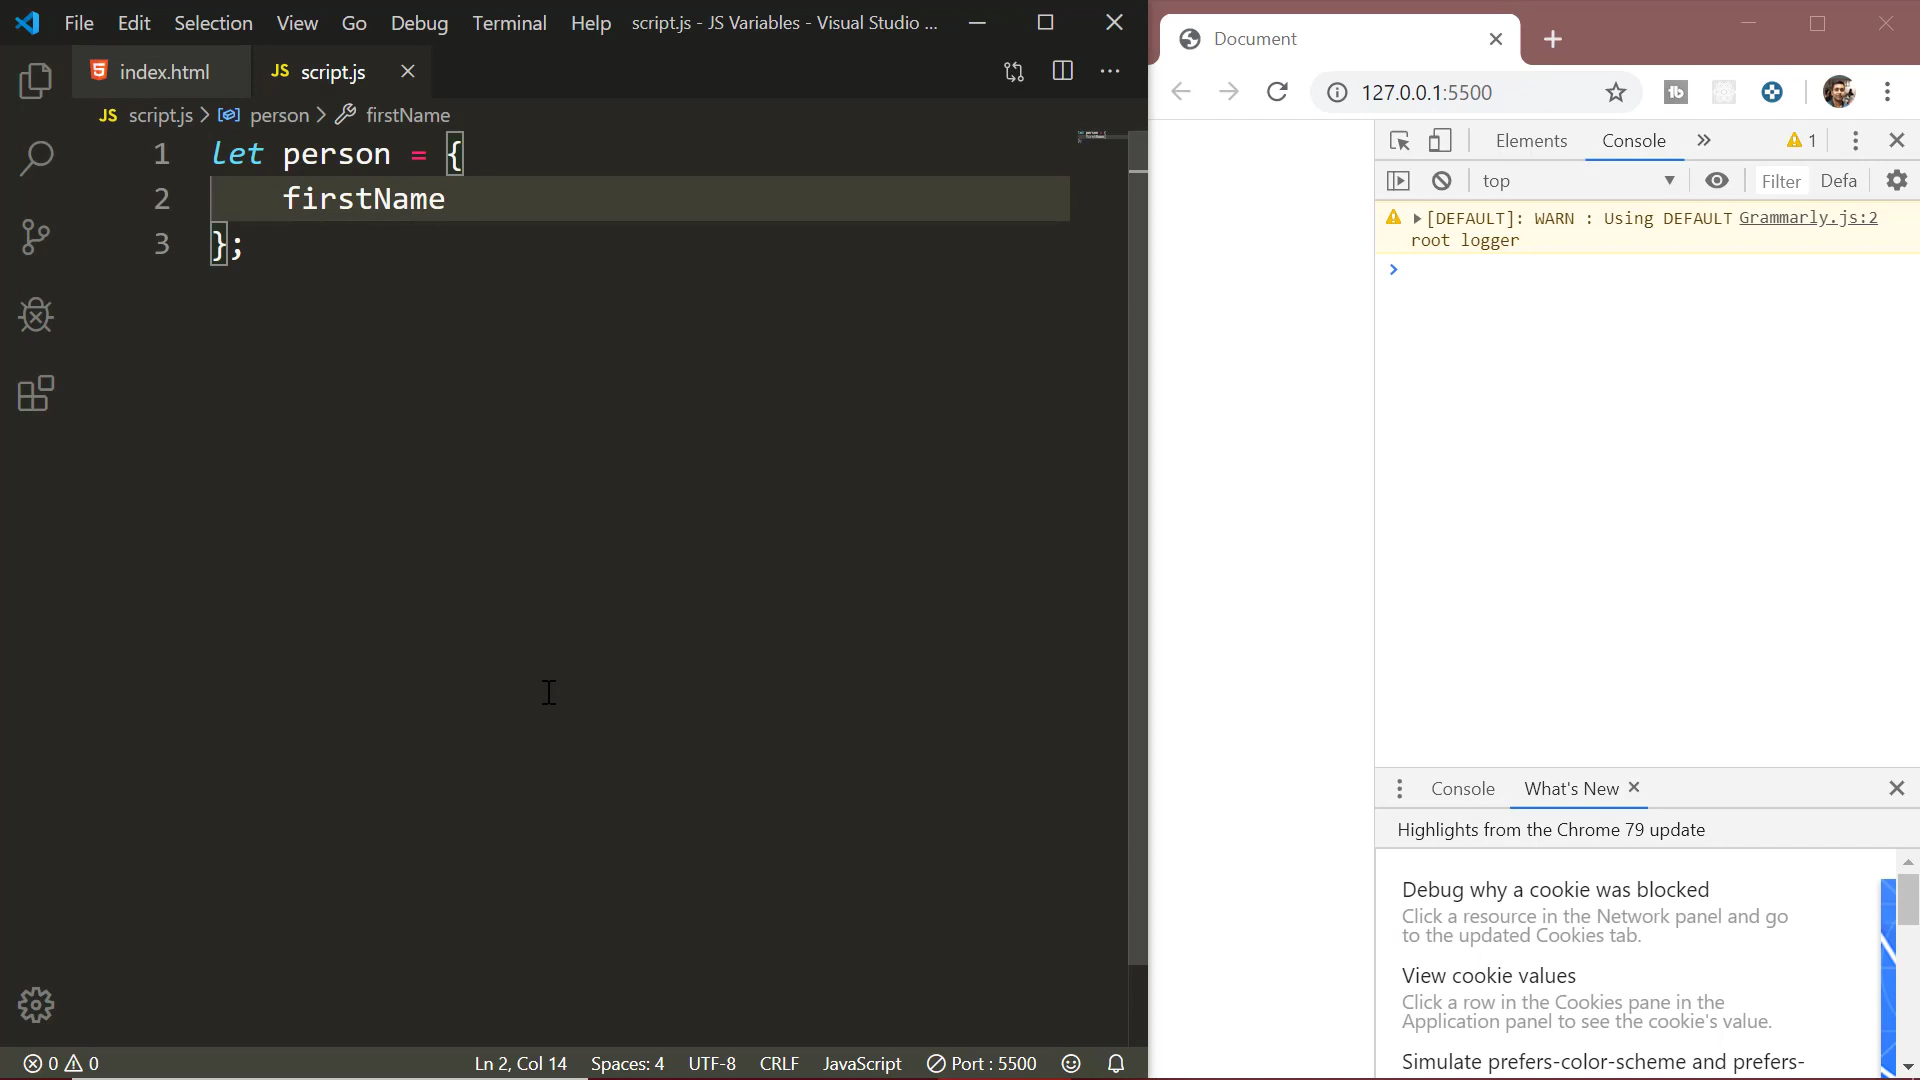 File Edit Selection View Go Debug Terminal Help script.js - JS Variables - Visual Studio ...
index.html JS script.js
JS script.js > person > firstName
1 let person = {
2 firstName
3 };
0 0 Ln 2, Col 14 Spaces: 4 UTF-8 CRLF JavaScript Port : 5500
Document
127.0.0.1:5500
Elements Console 1
top Filter Defa
[DEFAULT]: WARN : Using DEFAULT Grammarly.js:2
root logger
Console What's New
Highlights from the Chrome 79 update
Debug why a cookie was blocked
Click a resource in the Network panel and go
to the updated Cookies tab.
View cookie values
Click a row in the Cookies pane in the
Application panel to see the cookie's value.
Simulate prefers-color-scheme and prefers-